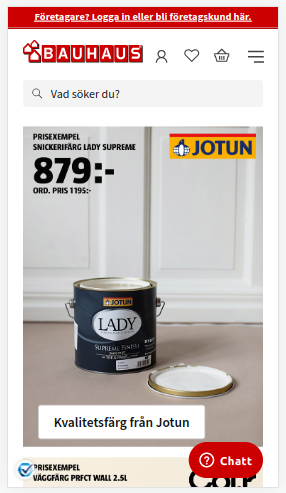 Företagare? Logga in eller bli företagskund här.
BAUHAUS
Vad söker du?
PRISEXEMPEL
SNICKERIFÄRG LADY SUPREME
879:-
ORD. PRIS 1195:-
JOTUN
JOTUN
LADY
SUPREME FINISH
Kvalitetsfärg från Jotun
PRISEXEMPEL
VÄGGFÄRG PRFCT WALL 2.5L
Chatt